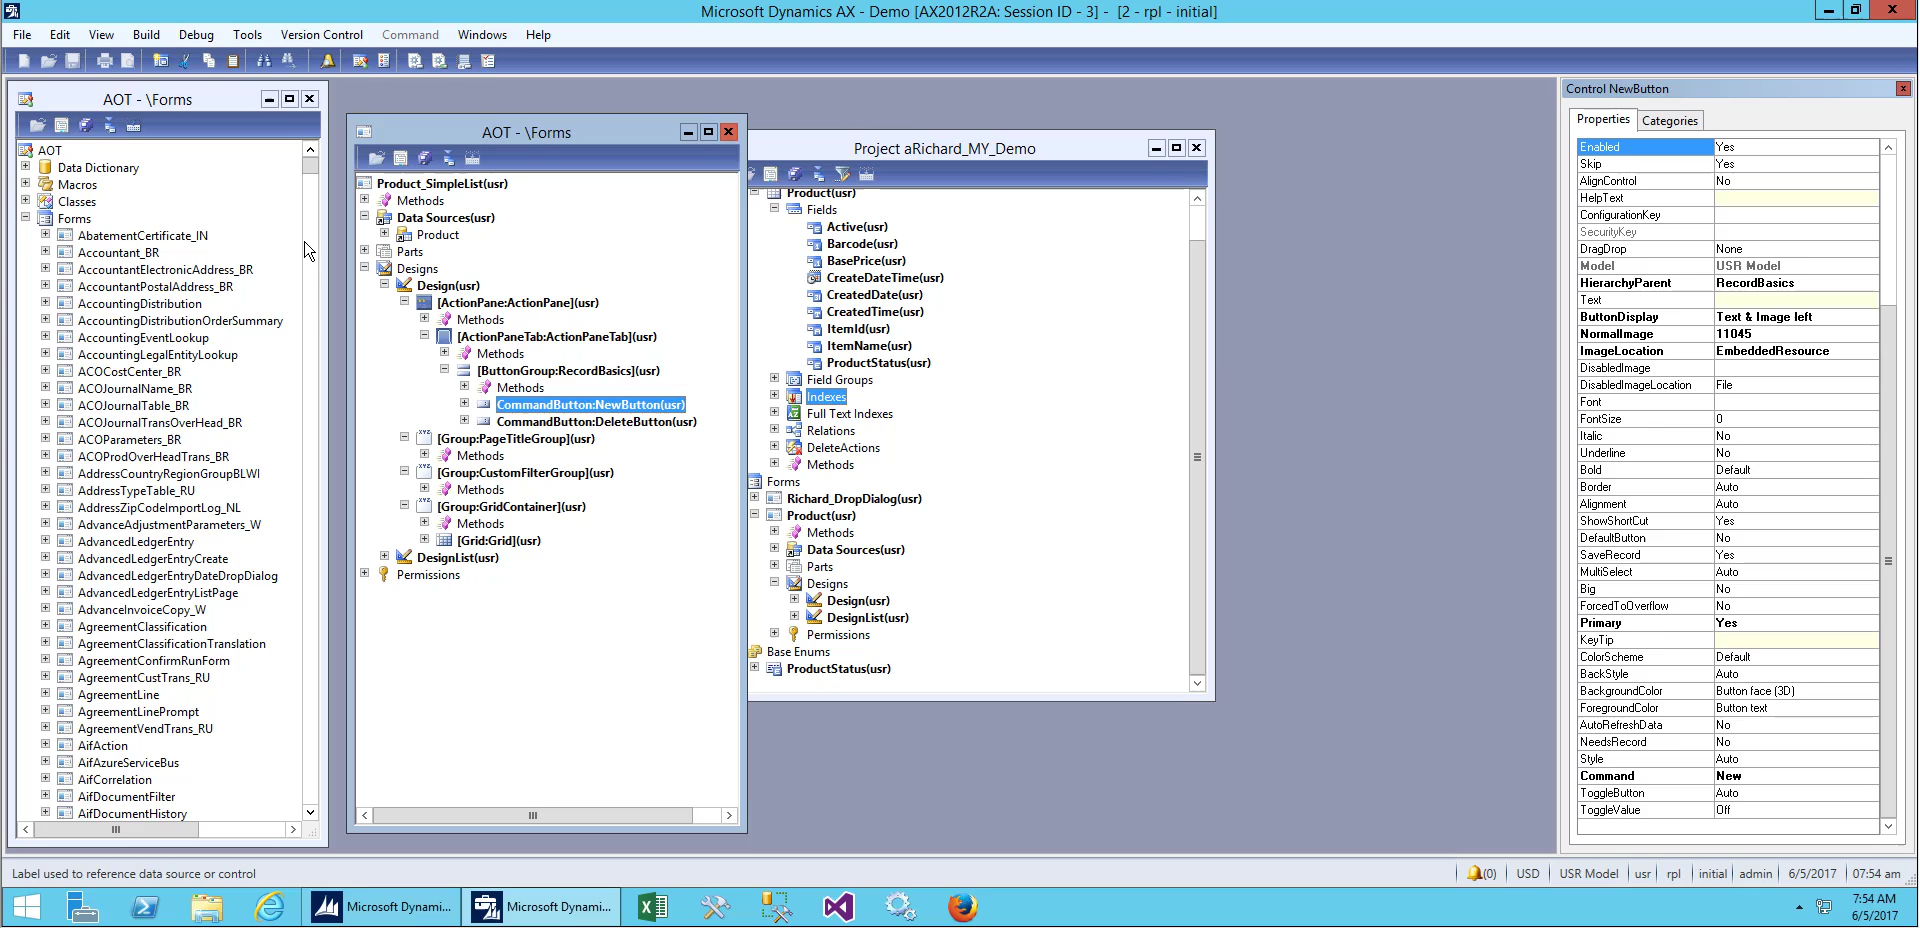 Microsoft Dynamics AX - Demo [AX2012R2A: Session ID - 3] - [2 - rpl - initial]
File Edit View Build Debug Tools Version Control Command Windows Help
AOT - \Forms
AOT
Data Dictionary
Macros
Classes
Forms
AbatementCertificate_IN
Accountant_BR
AccountantElectronicAddress_BR
AccountantPostalAddress_BR
AccountingDistribution
AccountingDistributionOrderSummary
AccountingEventLookup
AccountingLegalEntityLookup
ACOCostCenter_BR
ACOJournalName_BR
ACOJournalTable_BR
ACOJournalTransOverHead_BR
ACOParameters_BR
ACOProdOverHeadTrans_BR
AddressCountryRegionGroupBLWI
AddressTypeTable_RU
AddressZipCodeImportLog_NL
AdvanceAdjustmentParameters_W
AdvancedLedgerEntry
AdvancedLedgerEntryCreate
AdvancedLedgerEntryDateDropDialog
AdvancedLedgerEntryListPage
AdvanceInvoiceCopy_W
AgreementClassification
AgreementClassificationTranslation
AgreementConfirmRunForm
AgreementCustTrans_RU
AgreementLine
AgreementLinePrompt
AgreementVendTrans_RU
AifAction
AifAzureServiceBus
AifCorrelation
AifDocumentFilter
AifDocumentHistory
AOT - \Forms
Product_SimpleList(usr)
Methods
Data Sources(usr)
Product
Parts
Designs
Design(usr)
[ActionPane:ActionPane](usr)
Methods
[ActionPaneTab:ActionPaneTab](usr)
Methods
[ButtonGroup:RecordBasics](usr)
Methods
CommandButton:NewButton(usr)
CommandButton:DeleteButton(usr)
[Group:PageTitleGroup](usr)
Methods
[Group:CustomFilterGroup](usr)
Methods
[Group:GridContainer](usr)
Methods
[Grid:Grid](usr)
DesignList(usr)
Permissions
Project aRichard_MY_Demo
Product(usr)
Fields
Active(usr)
Barcode(usr)
BasePrice(usr)
CreateDateTime(usr)
CreatedDate(usr)
CreatedTime(usr)
ItemId(usr)
ItemName(usr)
ProductStatus(usr)
Field Groups
Indexes
Full Text Indexes
Relations
DeleteActions
Methods
Forms
Richard_DropDialog(usr)
Product(usr)
Methods
Data Sources(usr)
Parts
Designs
Design(usr)
DesignList(usr)
Permissions
Base Enums
ProductStatus(usr)
Control NewButton
Properties Categories
Enabled Yes
Skip Yes
AlignControl No
HelpText
ConfigurationKey
SecurityKey
DragDrop None
Model USR Model
HierarchyParent RecordBasics
Text
ButtonDisplay Text & Image left
NormalImage 11045
ImageLocation EmbeddedResource
DisabledImage
DisabledImageLocation File
Font
FontSize 0
Italic No
Underline No
Bold Default
Border Auto
Alignment Auto
ShowShortCut Yes
DefaultButton No
SaveRecord Yes
MultiSelect Auto
Big No
ForcedToOverflow No
Primary Yes
KeyTip
ColorScheme Default
BackStyle Auto
BackgroundColor Button face (3D)
ForegroundColor Button text
AutoRefreshData No
NeedsRecord No
Style Auto
Command New
ToggleButton Auto
ToggleValue Off
Label used to reference data source or control
(0) USD USR Model usr rpl initial admin 6/5/2017 07:54 am
Microsoft Dynami... Microsoft Dynami...
7:54 AM
6/5/2017